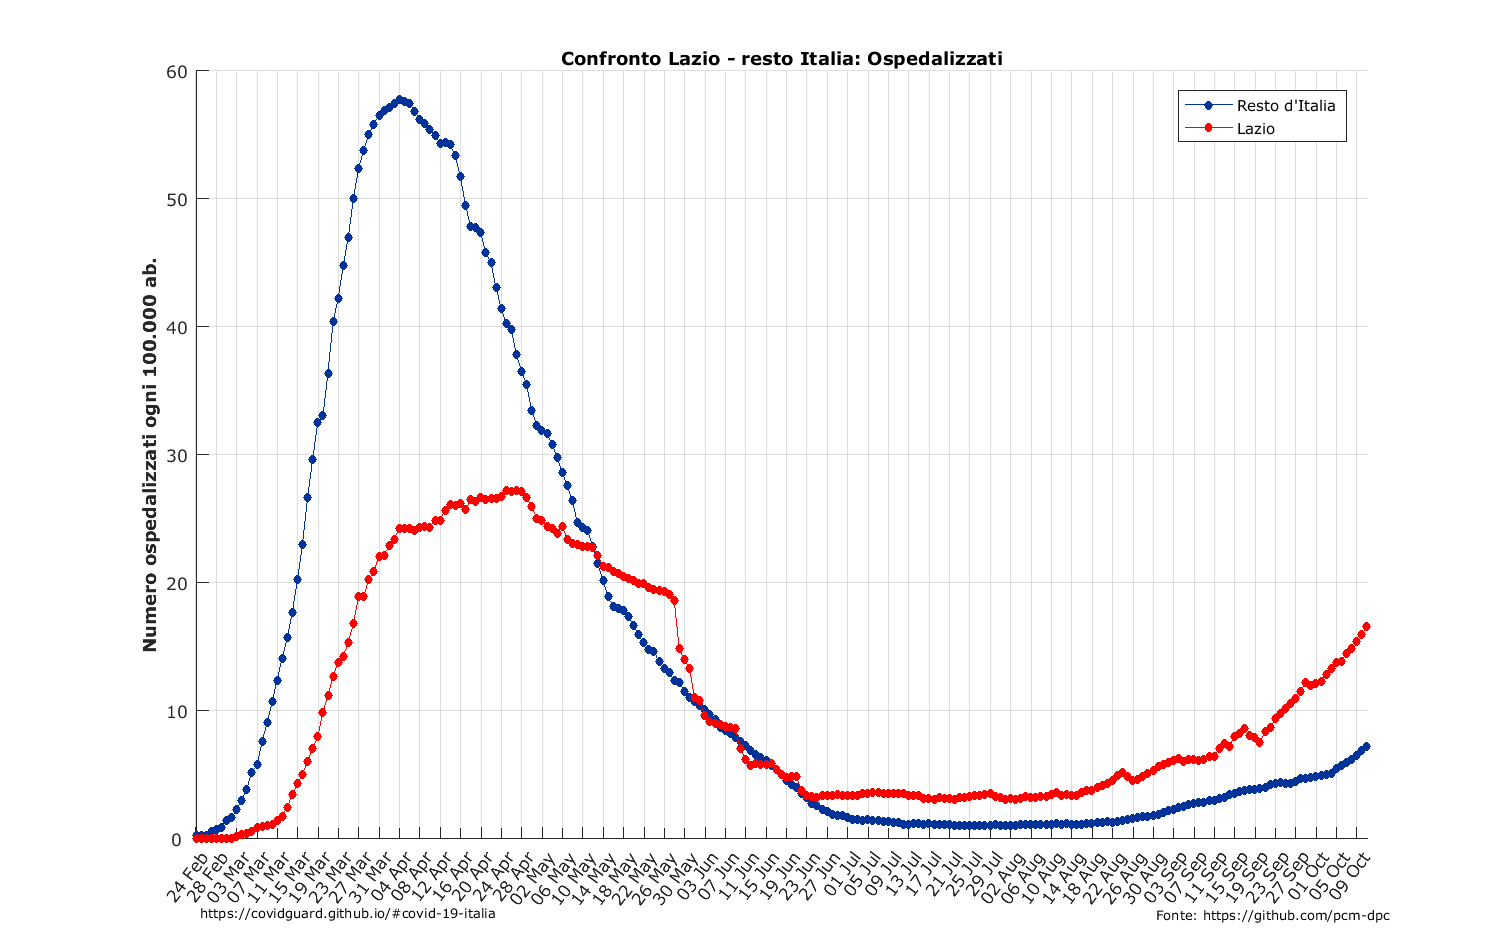 Confronto Lazio - resto Italia: Ospedalizzati
Resto d'Italia
Lazio
Numero ospedalizzati ogni 100.000 ab.
60
50
40
30
20
10
0
24 Feb
28 Feb
03 Mar
07 Mar
11 Mar
15 Mar
19 Mar
23 Mar
27 Mar
31 Mar
04 Apr
08 Apr
12 Apr
16 Apr
20 Apr
24 Apr
28 Apr
02 May
06 May
10 May
14 May
18 May
22 May
26 May
30 May
03 Jun
07 Jun
11 Jun
15 Jun
19 Jun
23 Jun
27 Jun
01 Jul
05 Jul
09 Jul
13 Jul
17 Jul
21 Jul
25 Jul
29 Jul
02 Aug
06 Aug
10 Aug
14 Aug
18 Aug
22 Aug
26 Aug
30 Aug
03 Sep
07 Sep
11 Sep
15 Sep
19 Sep
23 Sep
27 Sep
01 Oct
05 Oct
09 Oct
https://covidguard.github.io/#covid-19-italia
Fonte: https://github.com/pcm-dpc